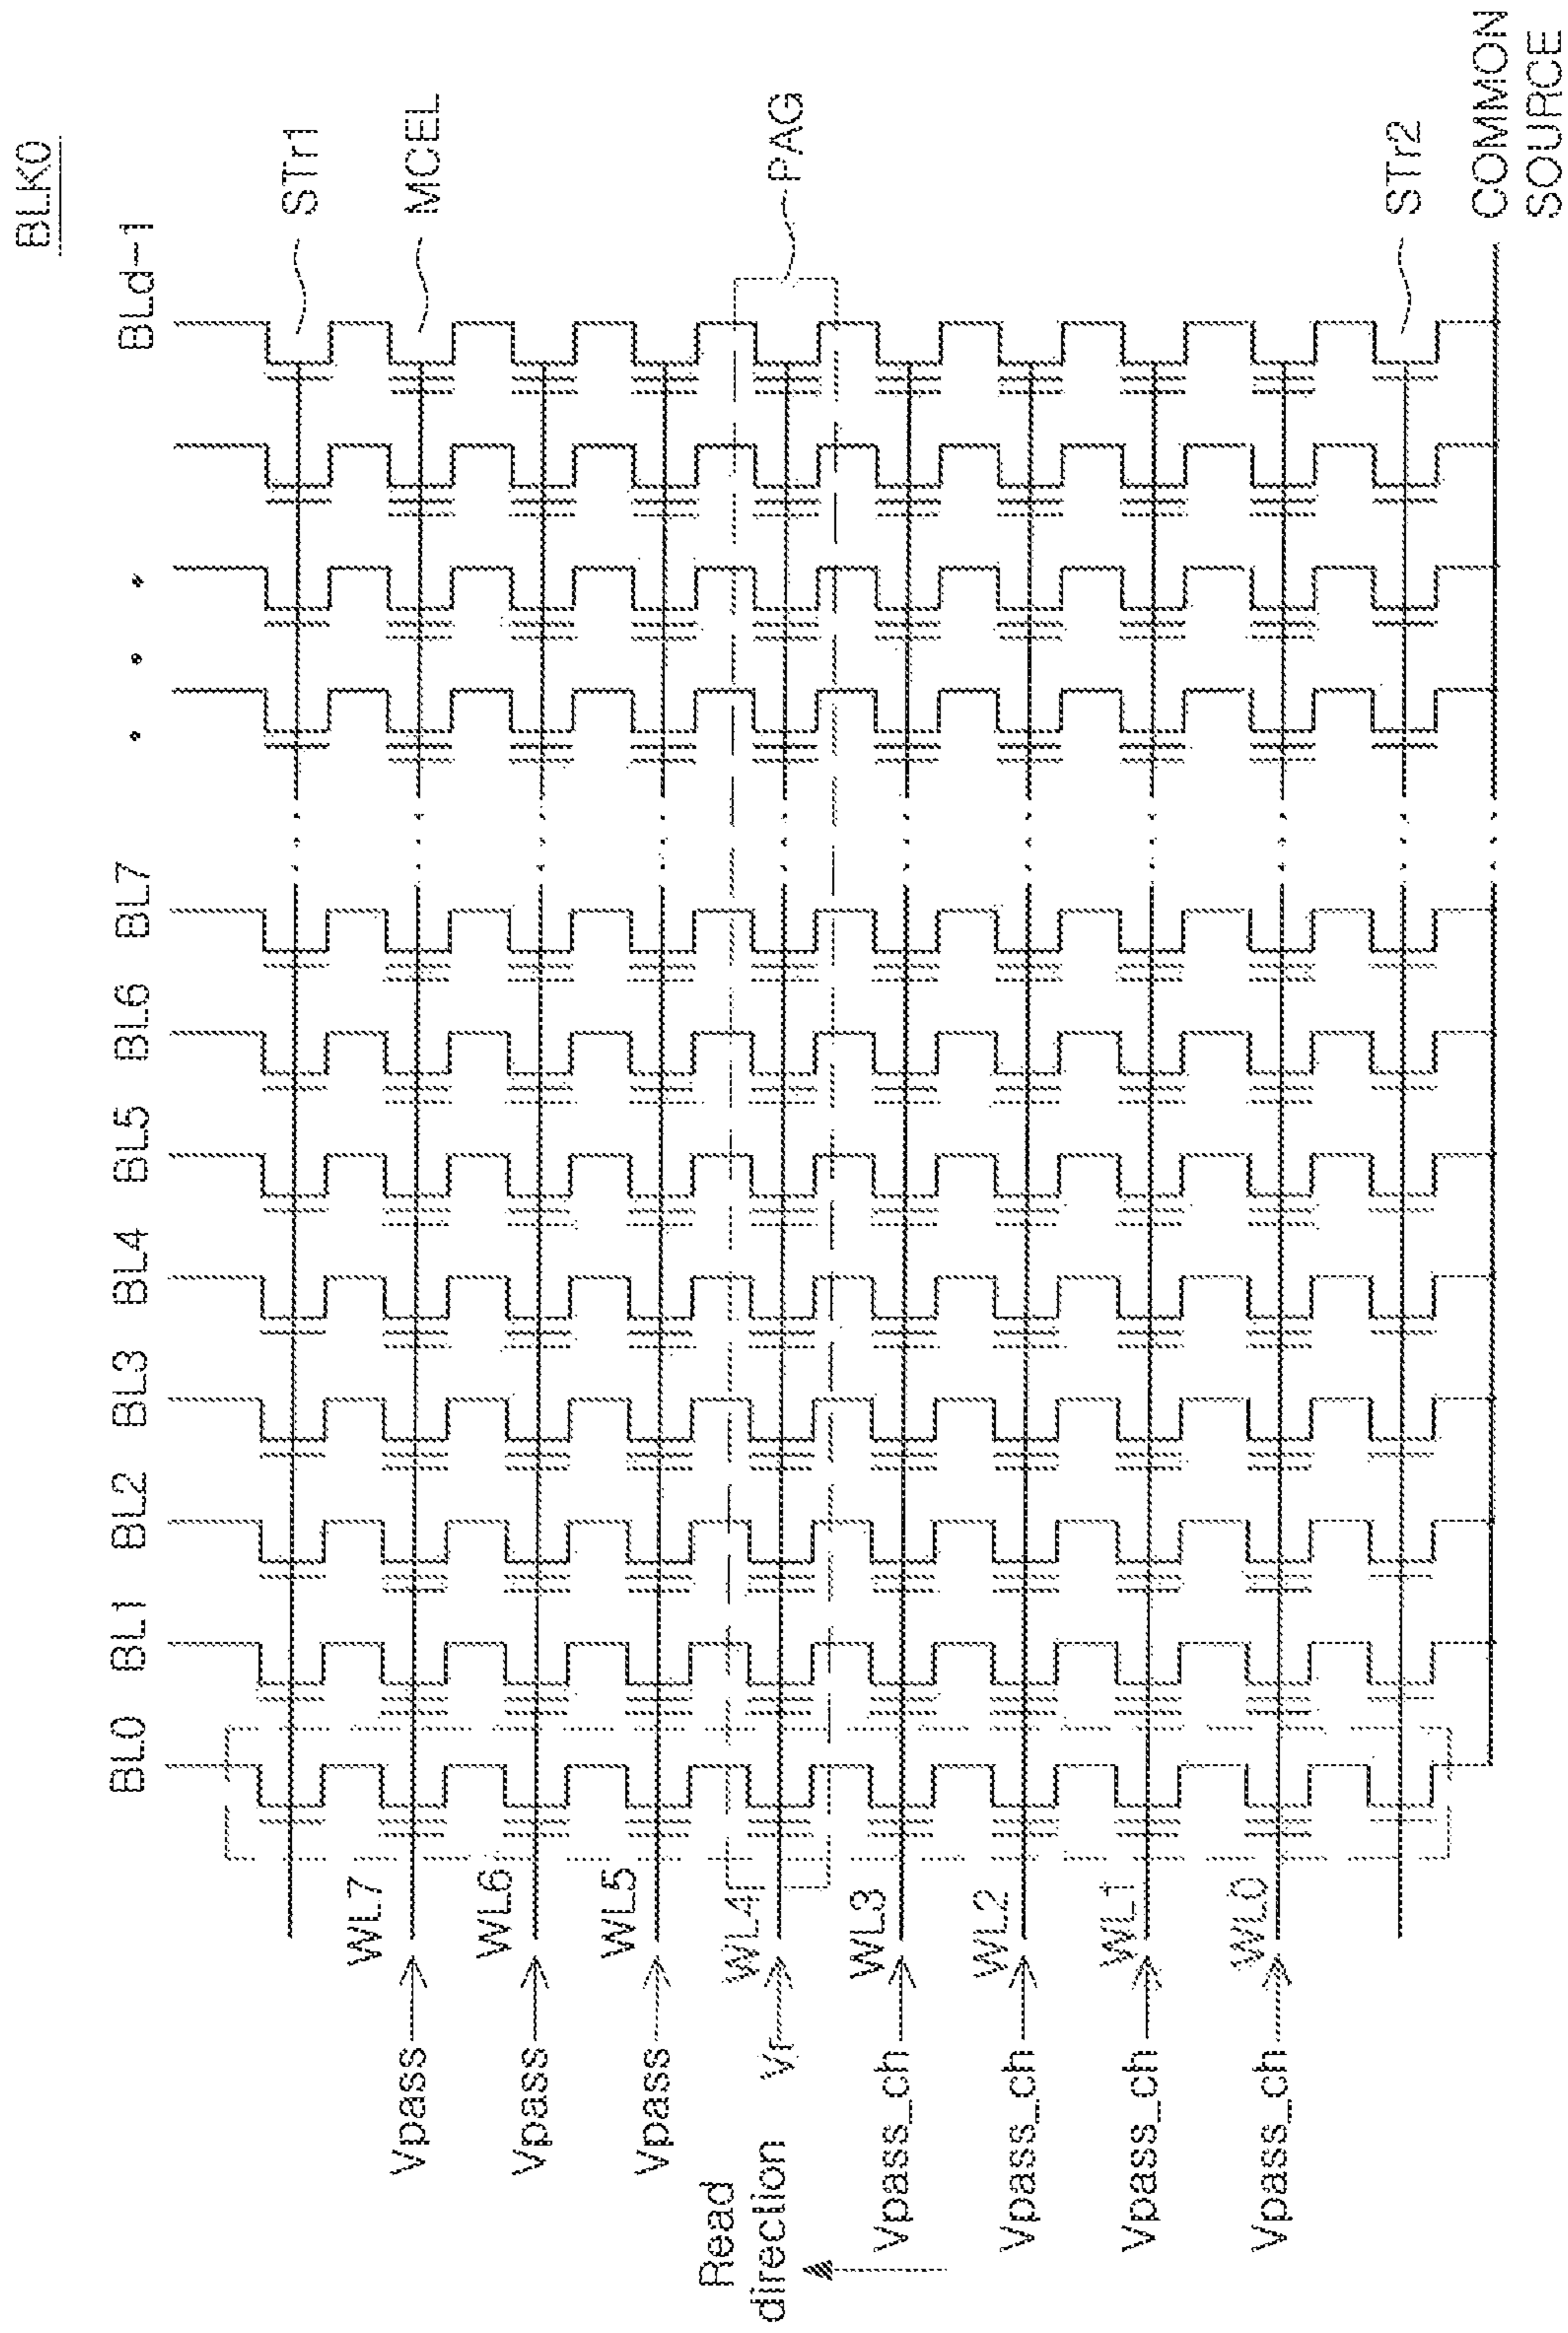 BLK0
BL0 BL1 BL2 BL3 BL4 BL5 BL6 BL7 BLd-1
STr1
Vpass WL7 MCEL
Vpass WL6
Vpass WL5
Read direction
Vr WL4 PAG
Vpass_ch WL3
Vpass_ch WL2
Vpass_ch WL1
Vpass_ch WL0
STr2
COMMON
SOURCE